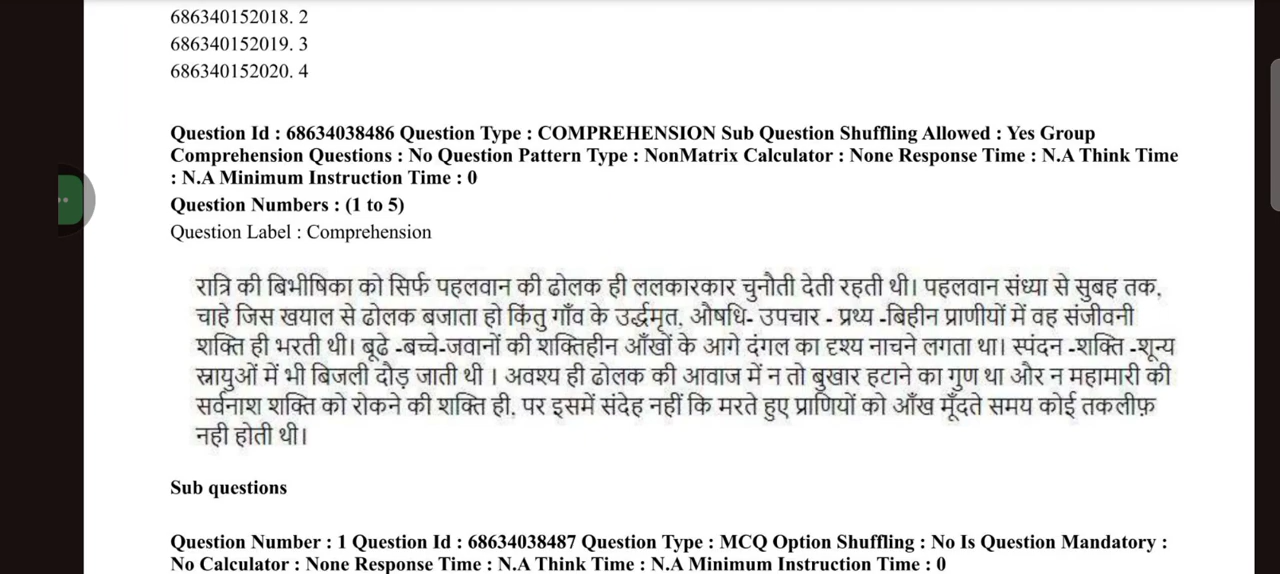 686340152018. 2
686340152019. 3
686340152020. 4
Question Id : 68634038486 Question Type : COMPREHENSION Sub Question Shuffling Allowed : Yes Group
Comprehension Questions : No Question Pattern Type : NonMatrix Calculator : None Response Time : N.A Think Time
: N.A Minimum Instruction Time : 0
Question Numbers : (1 to 5)
Question Label : Comprehension
रात्रि की बिभीषिका को सिर्फ पहलवान की ढोलक ही ललकारकार चुनौती देती रहती थी। पहलवान संध्या से सुबह तक,
चाहे जिस खयाल से ढोलक बजाता हो किंतु गाँव के उर्द्धमृत, औषधि- उपचार - प्रथ्य -बिहीन प्राणीयों में वह संजीवनी
शक्ति ही भरती थी। बूढे -बच्चे-जवानों की शक्तिहीन आँखों के आगे दंगल का दृश्य नाचने लगता था। स्पंदन -शक्ति -शून्य
स्नायुओं में भी बिजली दौड़ जाती थी । अवश्य ही ढोलक की आवाज में न तो बुखार हटाने का गुण था और न महामारी की
सर्वनाश शक्ति को रोकने की शक्ति ही, पर इसमें संदेह नहीं कि मरते हुए प्राणियों को आँख मूँदते समय कोई तकलीफ़
नही होती थी।
Sub questions
Question Number : 1 Question Id : 68634038487 Question Type : MCQ Option Shuffling : No Is Question Mandatory :
No Calculator : None Response Time : N.A Think Time : N.A Minimum Instruction Time : 0